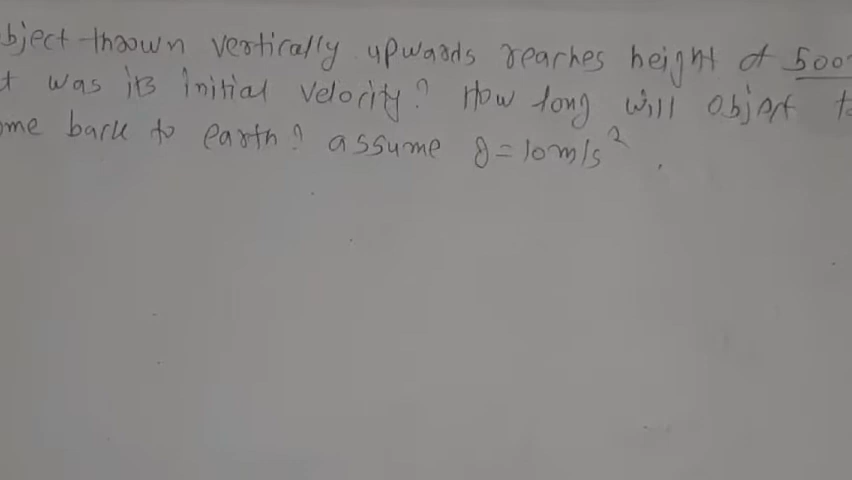 bject thrown vertically upwards reaches height of 500
t was its initial velocity? How long will object t
ome back to earth? assume g = 10m/s²